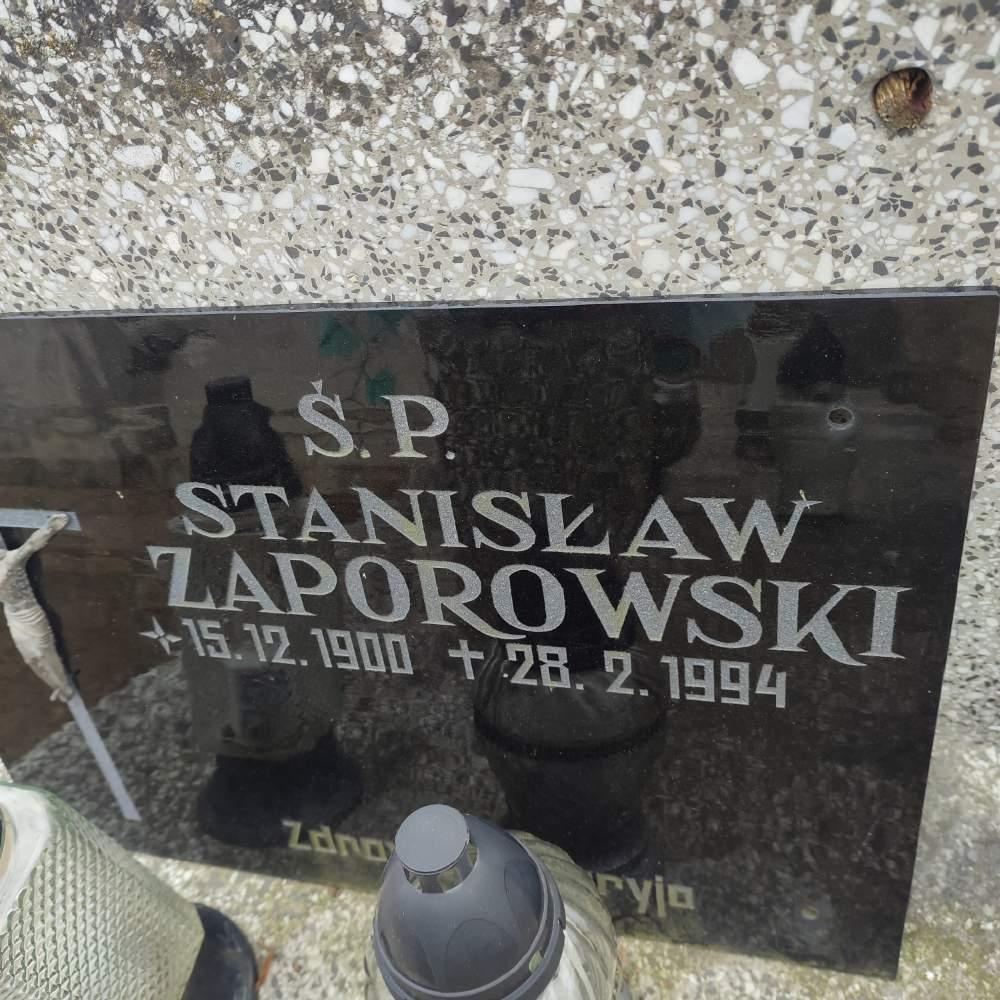 Ś.P.
STANISŁAW
ZAPOROWSKI
15.12.1900 28.2.1994